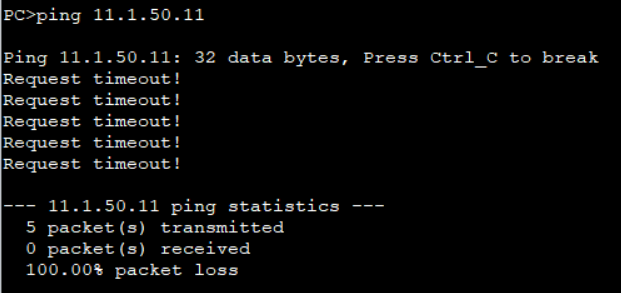 PC>ping 11.1.50.11
Ping 11.1.50.11: 32 data bytes, Press Ctrl_C to break
Request timeout!
Request timeout!
Request timeout!
Request timeout!
Request timeout!
--- 11.1.50.11 ping statistics ---
5 packet(s) transmitted
0 packet(s) received
100.00% packet loss